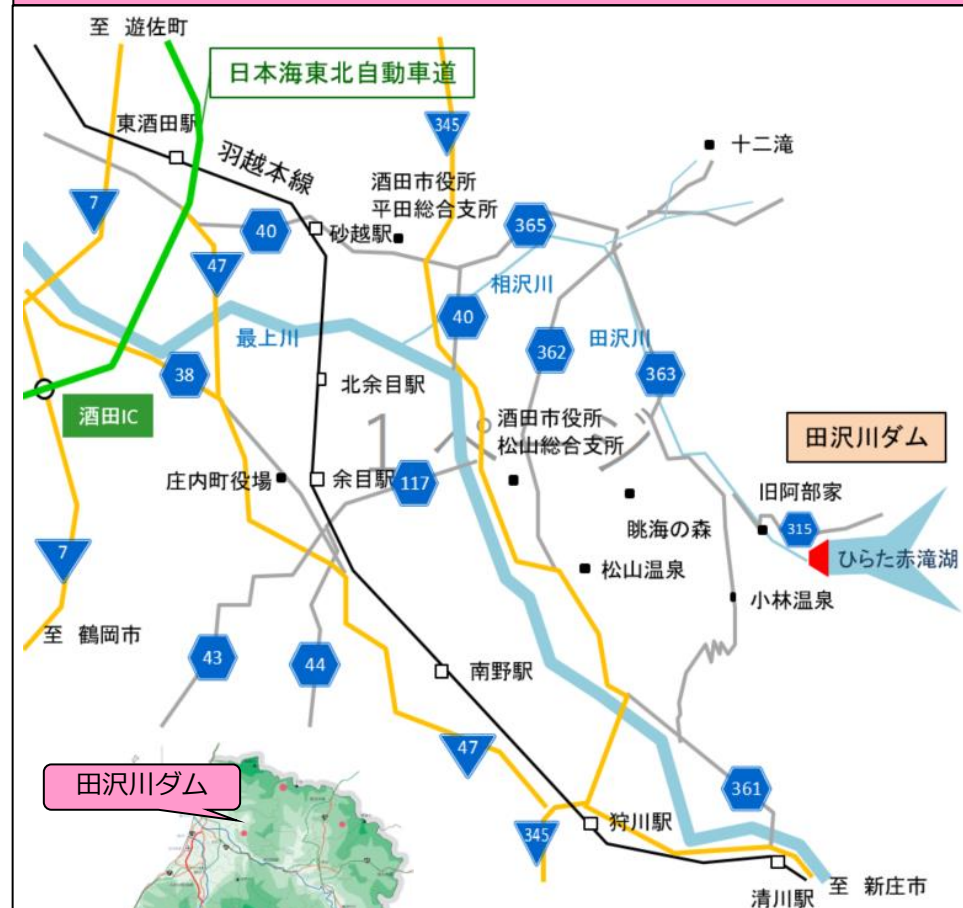 至 遊佐町
日本海東北自動車道
東酒田駅
羽越本線
345
十二滝
酒田市役所
平田総合支所
7
40
砂越駅
365
47
相沢川
40
最上川
362
田沢川
38
363
北余目駅
酒田IC
酒田市役所
松山総合支所
田沢川ダム
庄内町役場
余目駅
117
旧阿部家
眺海の森
315
ひらた赤滝湖
7
松山温泉
小林温泉
至 鶴岡市
43
44
南野駅
47
田沢川ダム
361
345
狩川駅
清川駅
至 新庄市